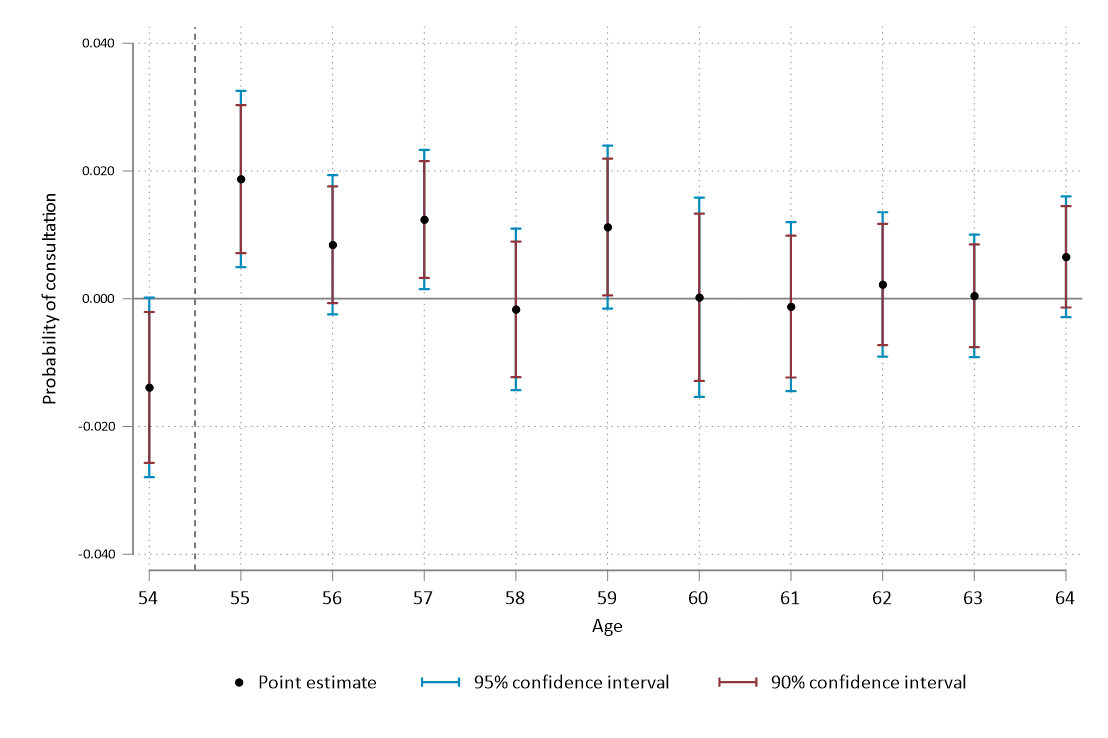 0.040
0.020
0.000
-0.020
-0.040
Probability of consultation
54 55 56 57 58 59 60 61 62 63 64
Age
Point estimate 95% confidence interval 90% confidence interval